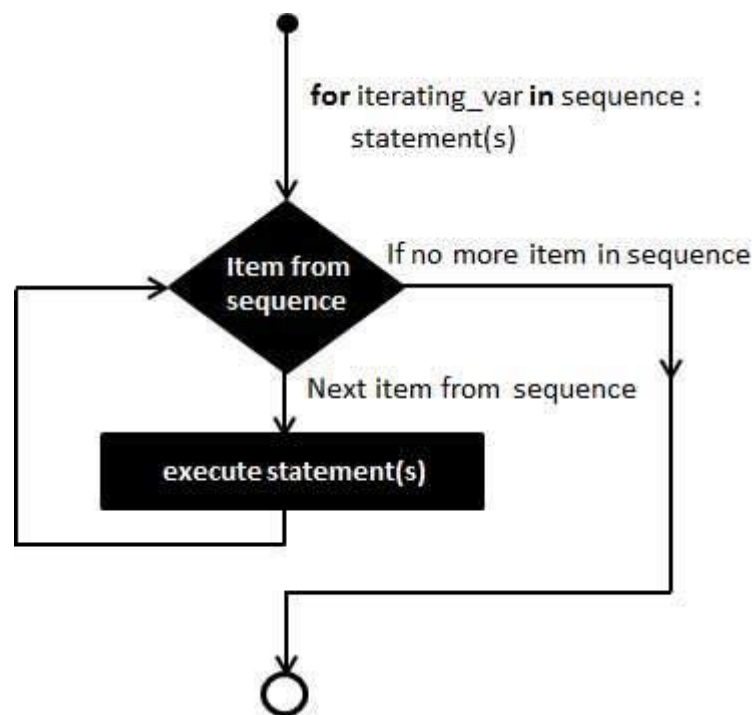 for iterating_var in sequence :
statement(s)
If no more item in sequence
Item from
sequence
Next item from sequence
execute statement(s)